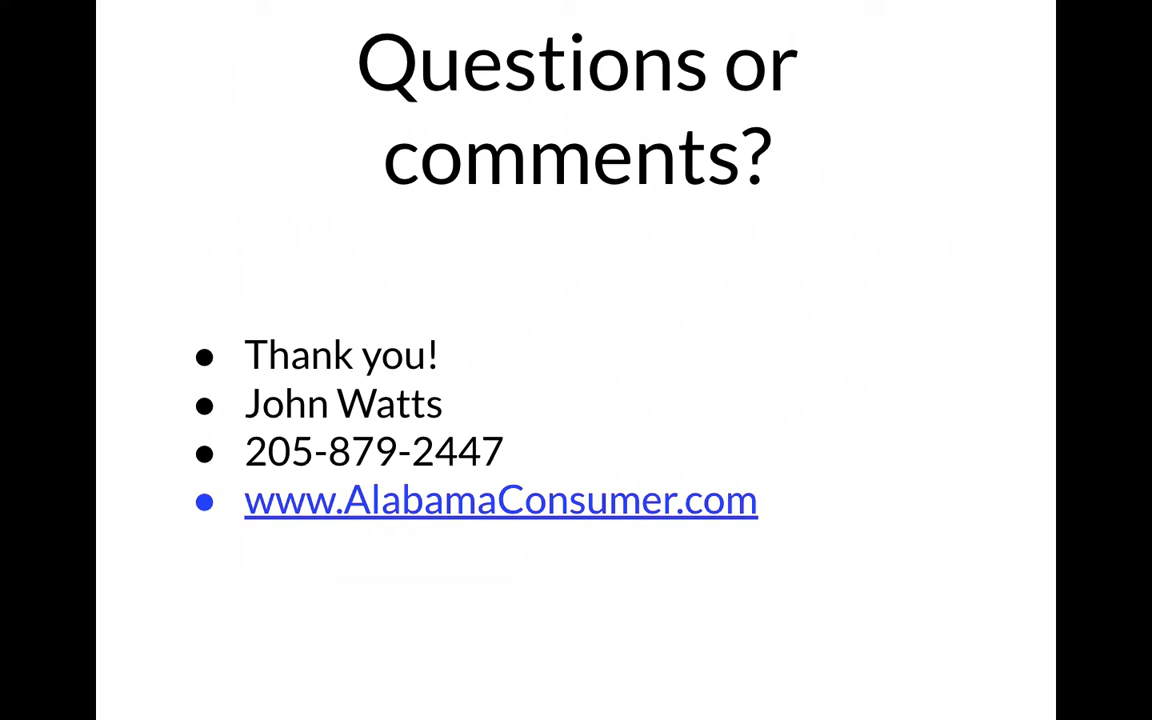 Questions or
comments?
● Thank you!
● John Watts
● 205-879-2447
● www.AlabamaConsumer.com